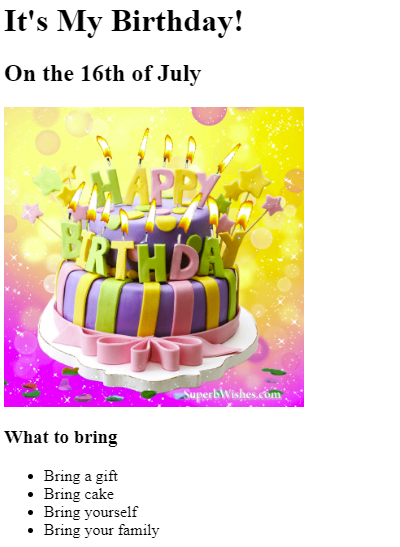 It's My Birthday!
On the 16th of July
HAPPY
BIRTHDAY
SuperbWishes.com
What to bring
Bring a gift
Bring cake
Bring yourself
Bring your family